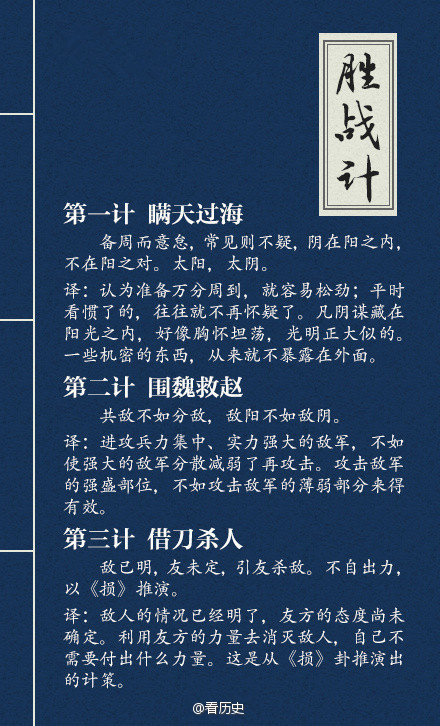 胜战计
第一计 瞒天过海
备周而意怠，常见则不疑，阴在阳之内，
不在阳之对。太阳，太阴。
译：认为准备万分周到，就容易松劲；平时
看惯了的，往往就不再怀疑了。凡阴谋藏在
阳光之内，好像胸怀坦荡，光明正大似的。
一些机密的东西，从来就不暴露在外面。
第二计 围魏救赵
共敌不如分敌，敌阳不如敌阴。
译：进攻兵力集中、实力强大的敌军，不如
使强大的敌军分散减弱了再攻击。攻击敌军
的强盛部位，不如攻击敌军的薄弱部分来得
有效。
第三计 借刀杀人
敌已明，友未定，引友杀敌。不自出力，
以《损》推演。
译：敌人的情况已经明了，友方的态度尚未
确定。利用友方的力量去消灭敌人，自己不
需要付出什么力量。这是从《损》卦推演出
的计策。
@看历史